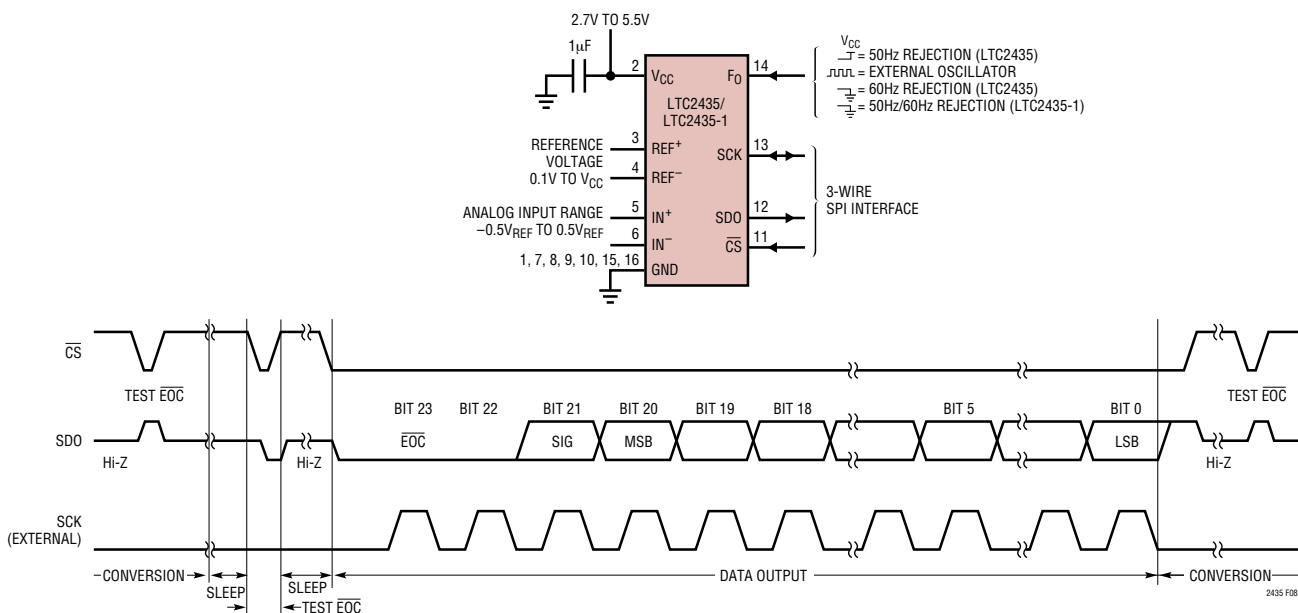 2.7V TO 5.5V
1µF
2
VCC
FO
14
VCC
= 50Hz REJECTION (LTC2435)
= EXTERNAL OSCILLATOR
= 60Hz REJECTION (LTC2435)
= 50Hz/60Hz REJECTION (LTC2435-1)
LTC2435/
LTC2435-1
REFERENCE
VOLTAGE
0.1V TO VCC
3
REF+
4
REF–
SCK
13
ANALOG INPUT RANGE
–0.5VREF TO 0.5VREF
5
IN+
6
IN–
SDO
12
CS
11
3-WIRE
SPI INTERFACE
1, 7, 8, 9, 10, 15, 16
GND
CS
TEST EOC
TEST EOC
BIT 23 BIT 22 BIT 21 BIT 20 BIT 19 BIT 18 BIT 5 BIT 0
SDO
EOC SIG MSB LSB
Hi-Z Hi-Z Hi-Z
SCK
(EXTERNAL)
CONVERSION
SLEEP
SLEEP
DATA OUTPUT
CONVERSION
TEST EOC
2435 F08